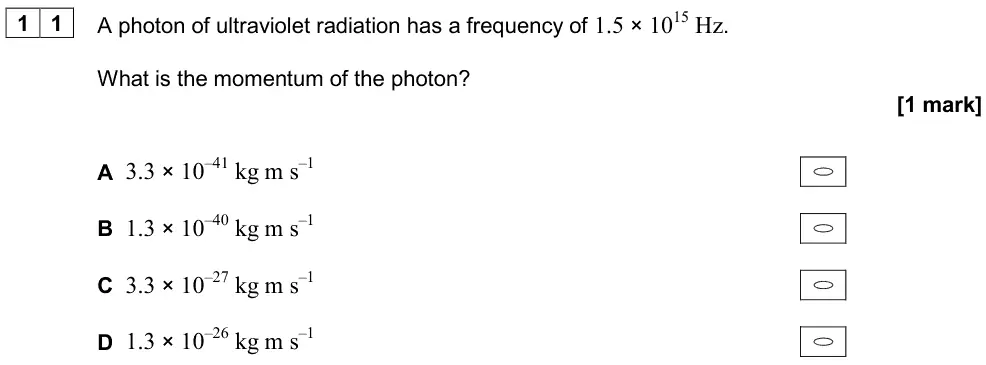 1 1 A photon of ultraviolet radiation has a frequency of 1.5 × 10¹⁵ Hz.
What is the momentum of the photon?
[1 mark]
A 3.3 × 10⁻⁴¹ kg m s⁻¹
B 1.3 × 10⁻⁴⁰ kg m s⁻¹
C 3.3 × 10⁻²⁷ kg m s⁻¹
D 1.3 × 10⁻²⁶ kg m s⁻¹